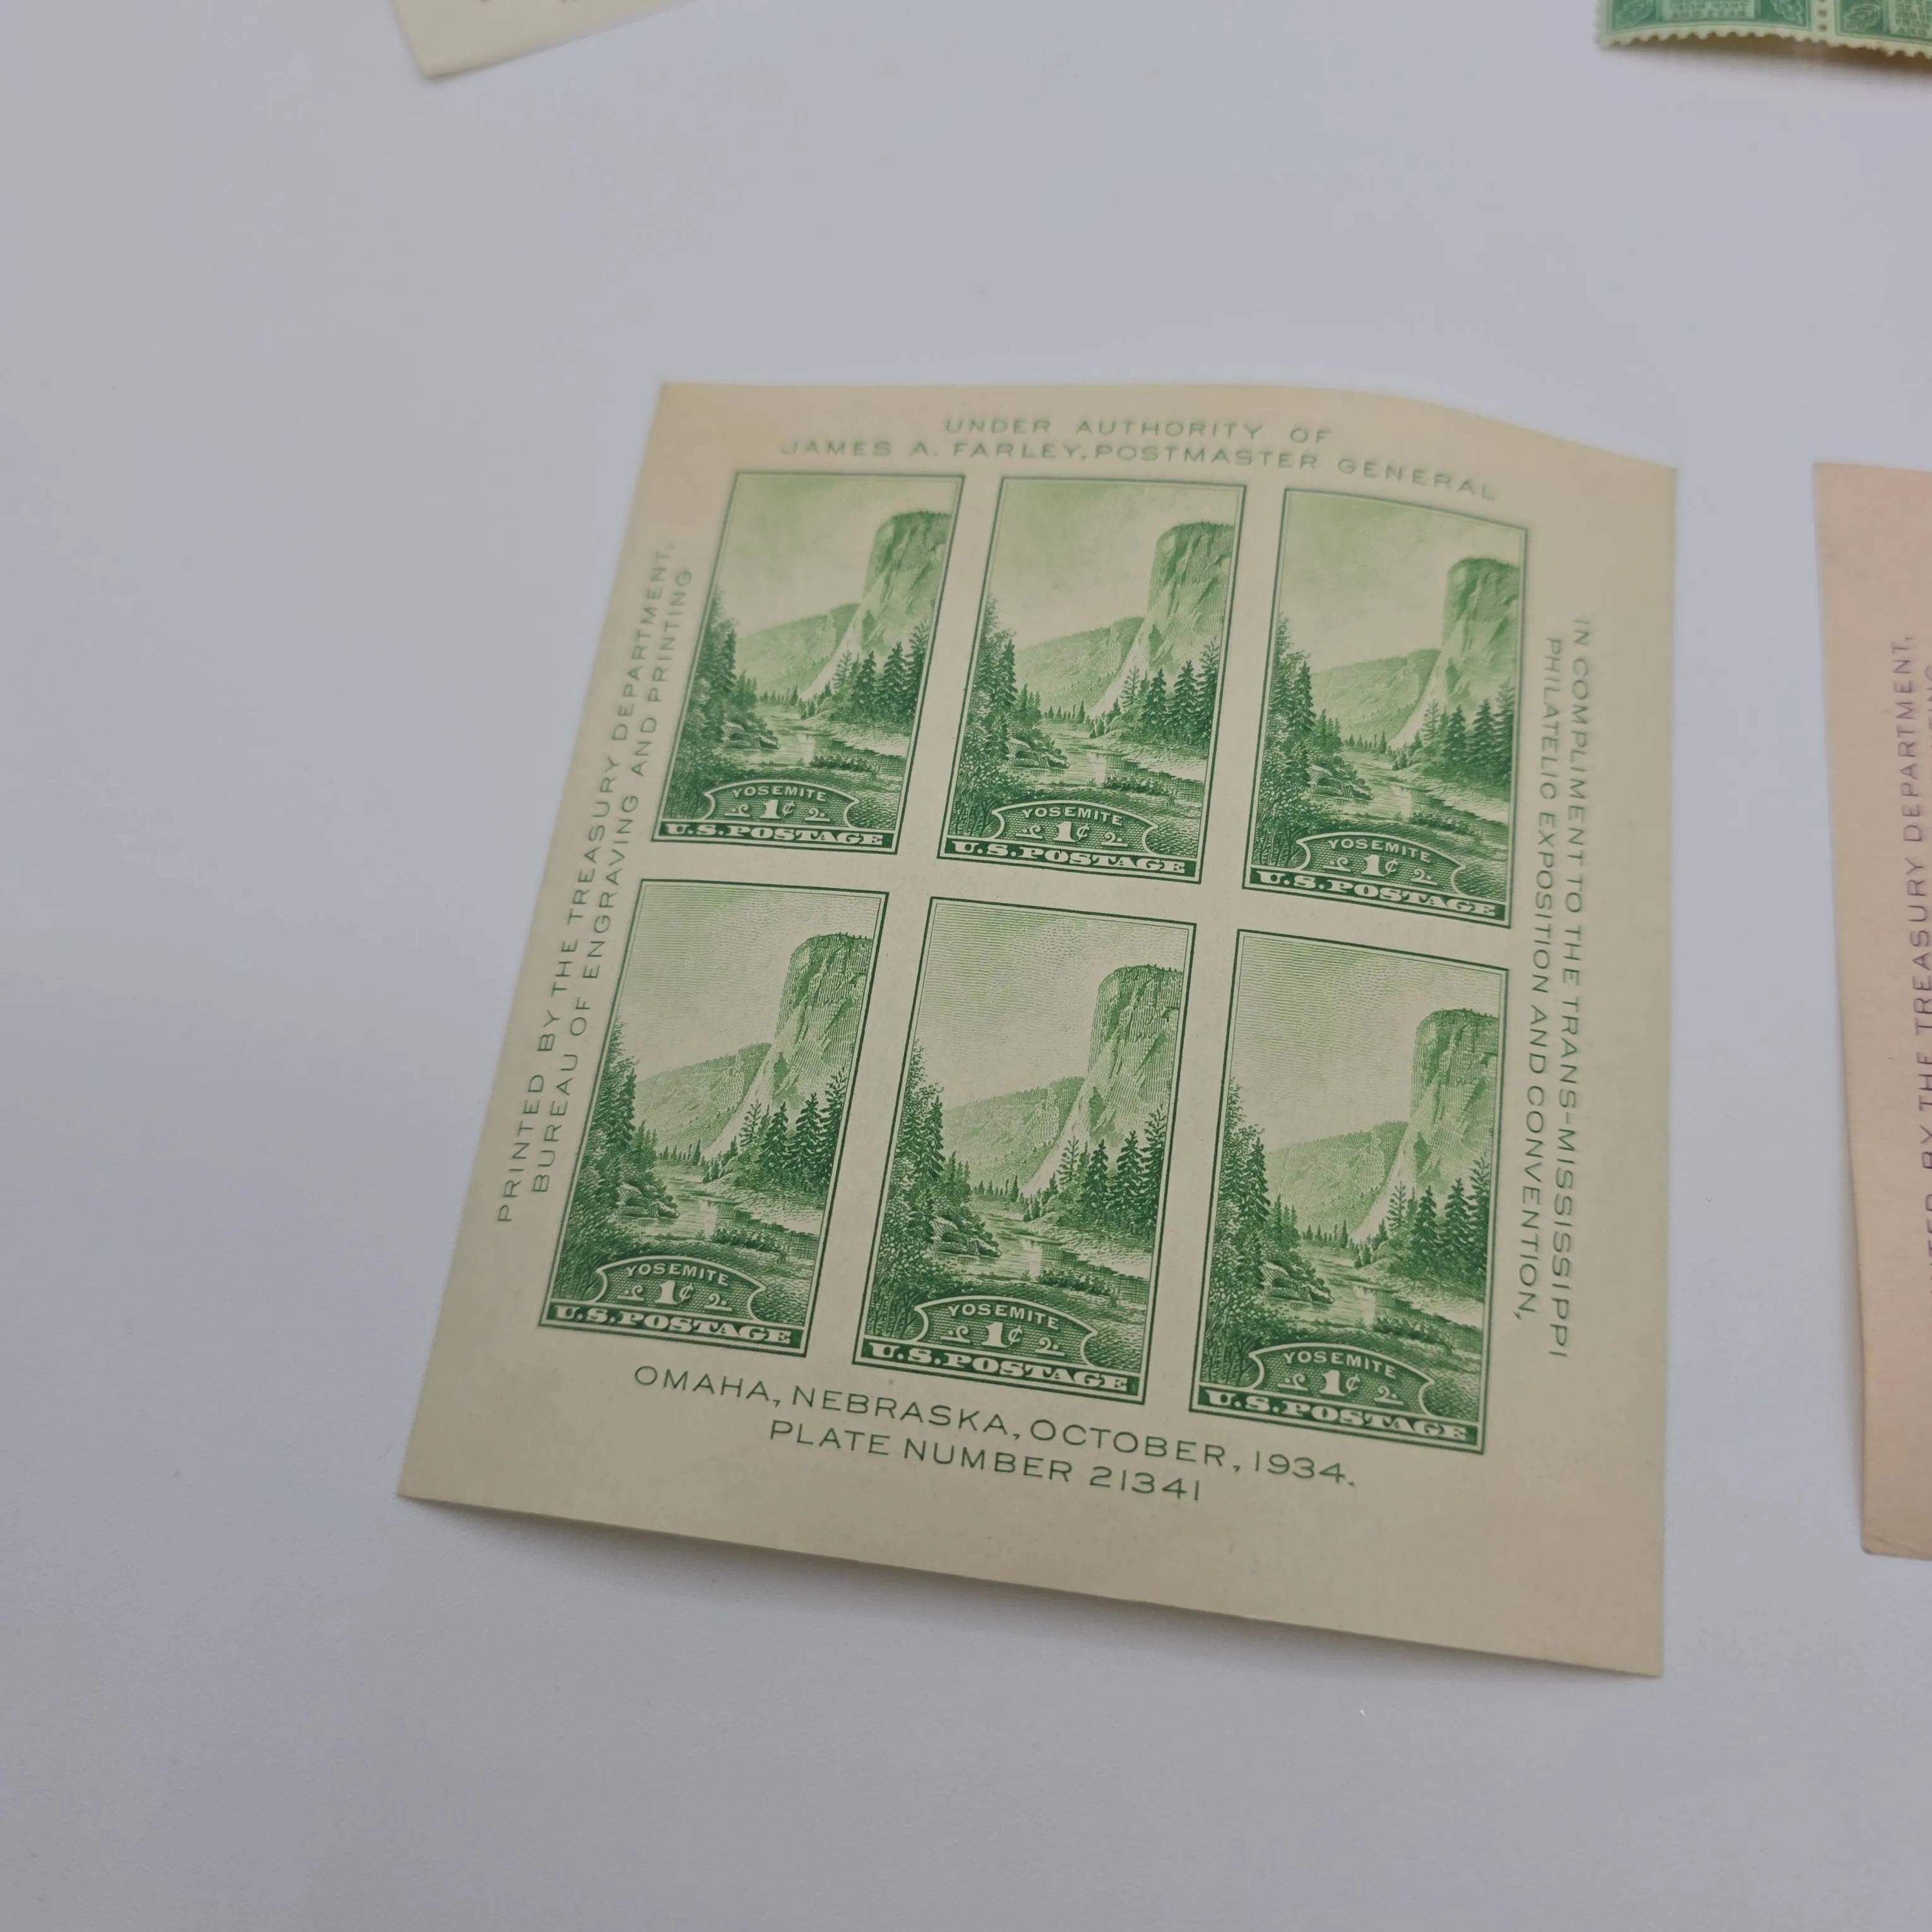 UNDER AUTHORITY OF
JAMES A. FARLEY, POSTMASTER GENERAL
PRINTED BY THE TREASURY DEPARTMENT,
BUREAU OF ENGRAVING AND PRINTING
YOSEMITE
1¢
U.S. POSTAGE
YOSEMITE
1¢
U.S. POSTAGE
YOSEMITE
1¢
U.S. POSTAGE
YOSEMITE
1¢
U.S. POSTAGE
YOSEMITE
1¢
U.S. POSTAGE
YOSEMITE
1¢
U.S. POSTAGE
IN COMPLIMENT TO THE TRANS-MISSISSIPPI
PHILATELIC EXPOSITION AND CONVENTION,
OMAHA, NEBRASKA, OCTOBER, 1934.
PLATE NUMBER 21341
BY THE TREASURY DEPARTMENT,
AND FEAR